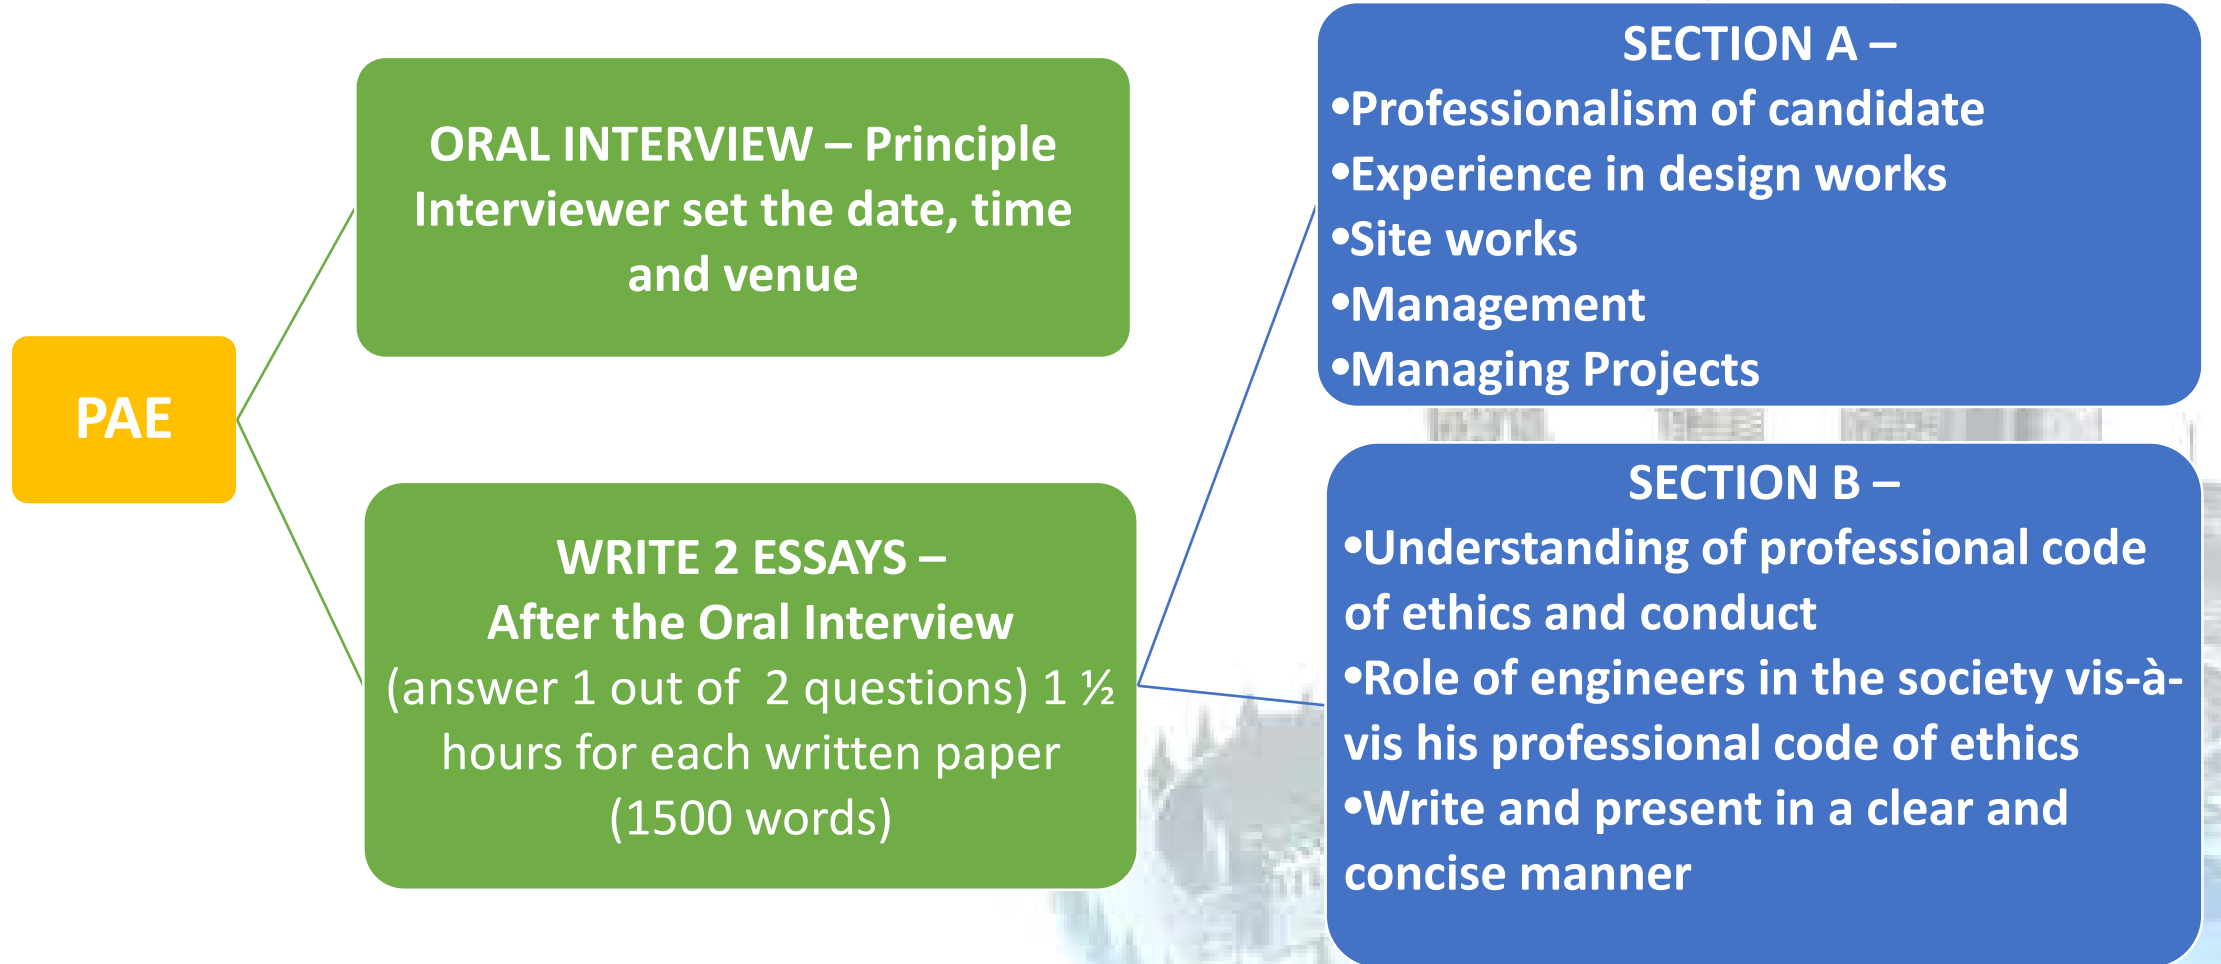 PAE
ORAL INTERVIEW – Principle
Interviewer set the date, time
and venue
WRITE 2 ESSAYS –
After the Oral Interview
(answer 1 out of  2 questions) 1 ½
hours for each written paper
(1500 words)
SECTION A –
•Professionalism of candidate
•Experience in design works
•Site works
•Management
•Managing Projects
SECTION B –
•Understanding of professional code
of ethics and conduct
•Role of engineers in the society vis-à-
vis his professional code of ethics
•Write and present in a clear and
concise manner